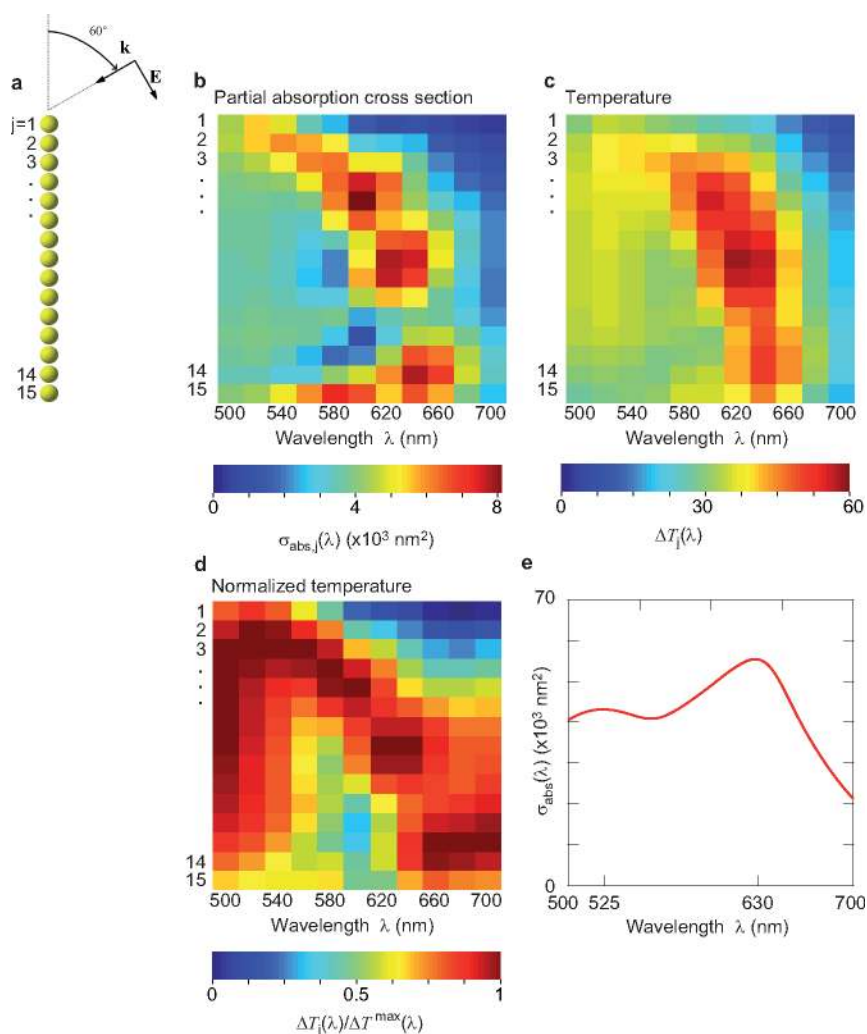 a
60°
k
E
j=1
2
3
.
.
.
14
15
b
Partial absorption cross section
1
2
3
.
.
.
14
15
500 540 580 620 660 700
Wavelength λ (nm)
0 4 8
σabs,j(λ) (x10³ nm²)
c
Temperature
1
2
3
.
.
.
14
15
500 540 580 620 660 700
Wavelength λ (nm)
0 30 60
ΔTj(λ)
d
Normalized temperature
1
2
3
.
.
.
14
15
500 540 580 620 660 700
Wavelength λ (nm)
0 0.5 1
ΔTj(λ)/ΔTmax(λ)
e
70
σabs(λ) (x10³ nm²)
0
500 525 630 700
Wavelength λ (nm)